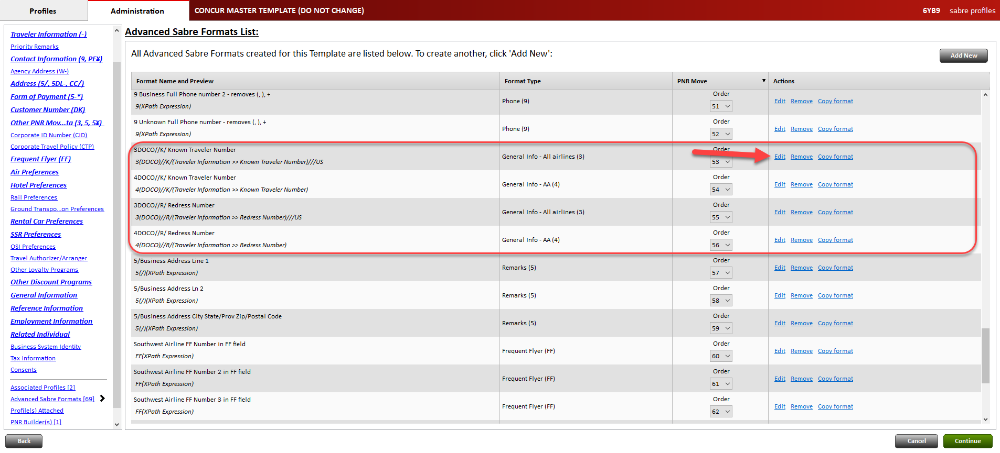 Profiles
Administration
CONCUR MASTER TEMPLATE (DO NOT CHANGE)
6YB9 sabre profiles
Traveler Information (-)
Priority Remarks
Contact Information (9, PE¥)
Agency Address (W-)
Address (5/, 5DL-, CC/)
Form of Payment (5-*)
Customer Number (DK)
Other PNR Mov...ta (3, 5, 5¥)
Corporate ID Number (CID)
Corporate Travel Policy (CTP)
Frequent Flyer (FF)
Air Preferences
Hotel Preferences
Rail Preferences
Ground Transpo...on Preferences
Rental Car Preferences
SSR Preferences
OSI Preferences
Travel Authorizer/Arranger
Other Loyalty Programs
Other Discount Programs
General Information
Reference Information
Employment Information
Related Individual
Business System Identity
Tax Information
Consents
Associated Profiles [2]
Advanced Sabre Formats [69]
Profile(s) Attached
PNR Builder(s) [1]
Advanced Sabre Formats List:
All Advanced Sabre Formats created for this Template are listed below. To create another, click 'Add New':
Add New
Format Name and Preview Format Type PNR Move Actions
9 Business Full Phone number 2 - removes (, ), + Order
9(XPath Expression) Phone (9) 51 Edit Remove Copy format
9 Unknown Full Phone number - removes (, ), + Order
9(XPath Expression) Phone (9) 52 Edit Remove Copy format
3DOCO//K/ Known Traveler Number Order
3(DOCO)//K/(Traveler Information >> Known Traveler Number)///US General Info - All airlines (3) 53 Edit Remove Copy format
4DOCO//K/ Known Traveler Number Order
4(DOCO)//K/(Traveler Information >> Known Traveler Number) General Info - AA (4) 54 Edit Remove Copy format
3DOCO//R/ Redress Number Order
3(DOCO)//R/(Traveler Information >> Redress Number)///US General Info - All airlines (3) 55 Edit Remove Copy format
4DOCO//R/ Redress Number Order
4(DOCO)//R/(Traveler Information >> Redress Number) General Info - AA (4) 56 Edit Remove Copy format
5/Business Address Line 1 Order
5(/)(XPath Expression) Remarks (5) 57 Edit Remove Copy format
5/Business Address Ln 2 Order
5(/)(XPath Expression) Remarks (5) 58 Edit Remove Copy format
5/Business Address City State/Prov Zip/Postal Code Order
5(/)(XPath Expression) Remarks (5) 59 Edit Remove Copy format
Southwest Airline FF Number in FF field Order
FF(XPath Expression) Frequent Flyer (FF) 60 Edit Remove Copy format
Southwest Airline FF Number 2 in FF field Order
FF(XPath Expression) Frequent Flyer (FF) 61 Edit Remove Copy format
Southwest Airline FF Number 3 in FF field Order
FF(XPath Expression) Frequent Flyer (FF) 62 Edit Remove Copy format
Back
Cancel
Continue